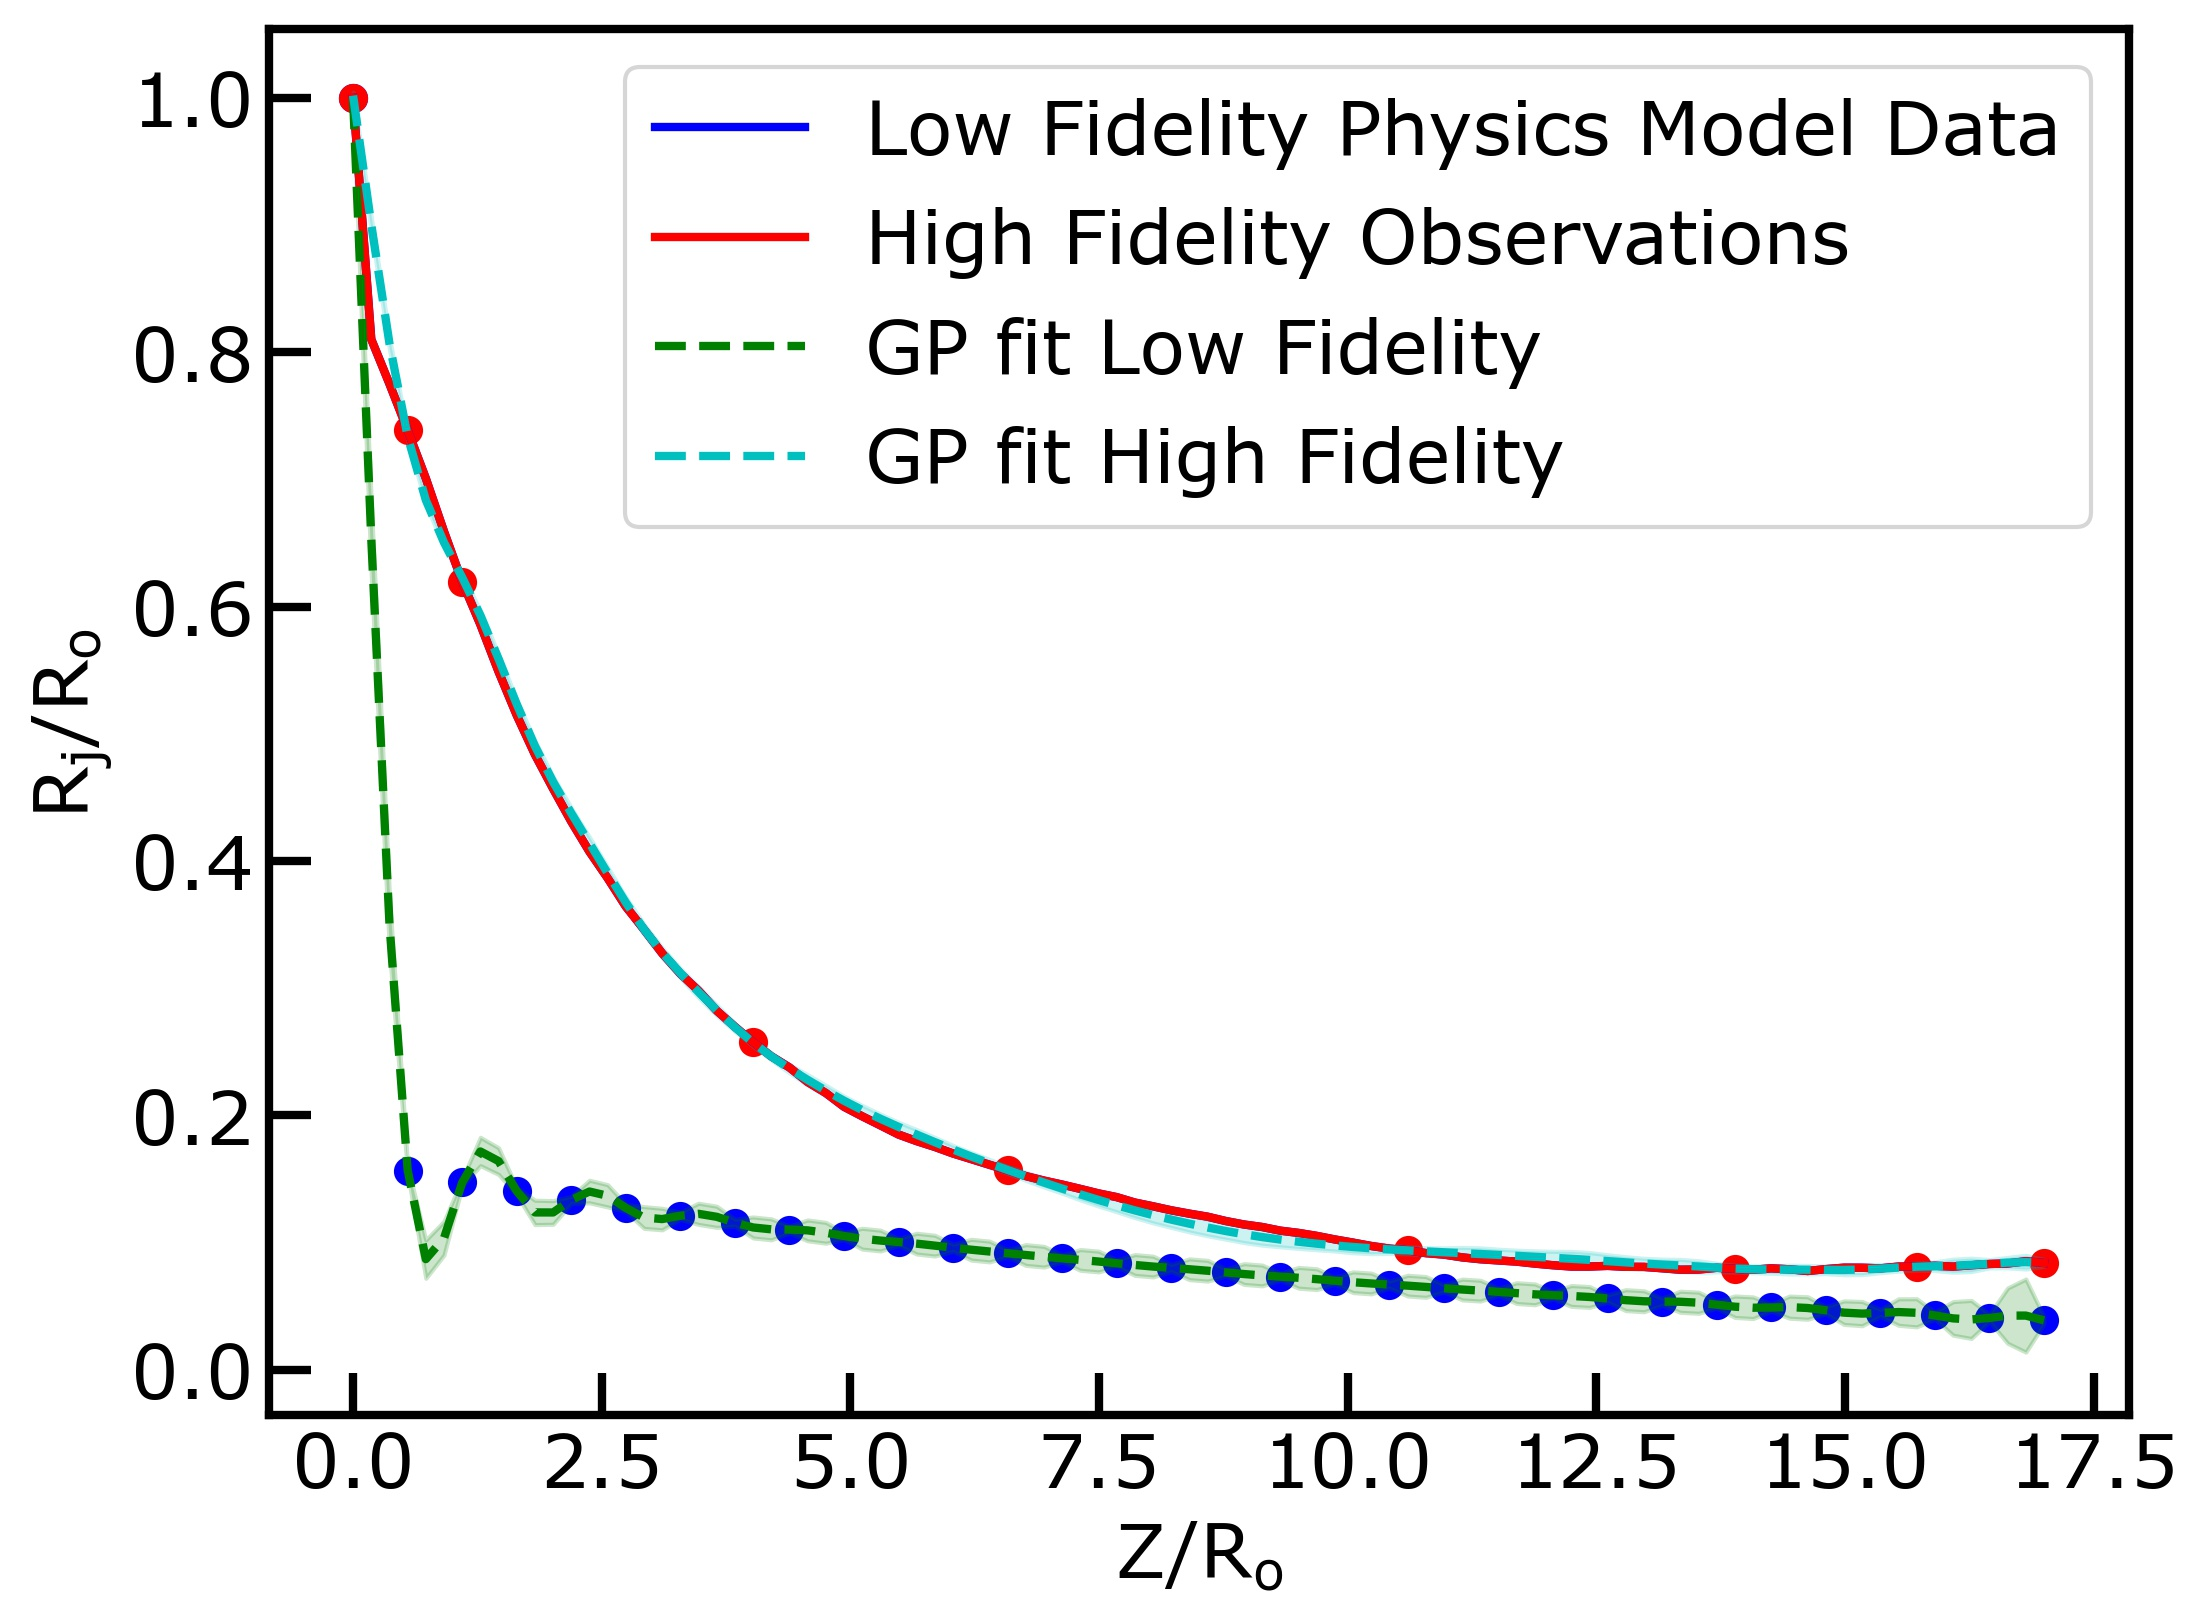 Low Fidelity Physics Model Data
High Fidelity Observations
GP fit Low Fidelity
GP fit High Fidelity
1.0
0.8
0.6
0.4
0.2
0.0
Rj/Ro
0.0 2.5 5.0 7.5 10.0 12.5 15.0 17.5
Z/Ro